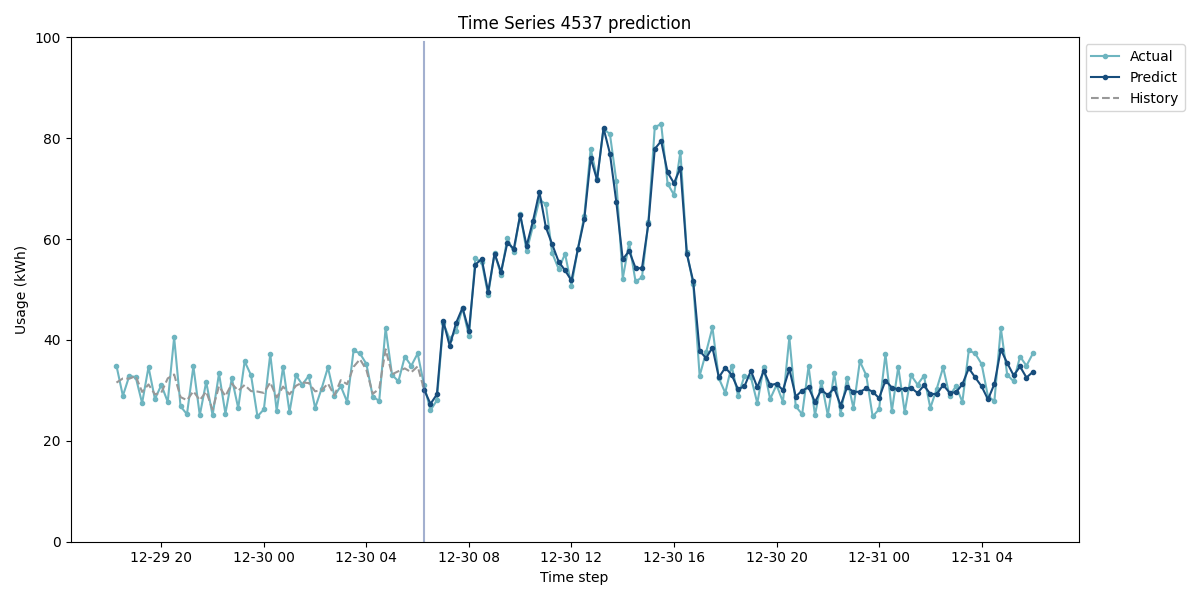 Time Series 4537 prediction
Usage (kWh)
100
80
60
40
20
0
12-29 20
12-30 00
12-30 04
12-30 08
12-30 12
12-30 16
12-30 20
12-31 00
12-31 04
Time step
Actual
Predict
History